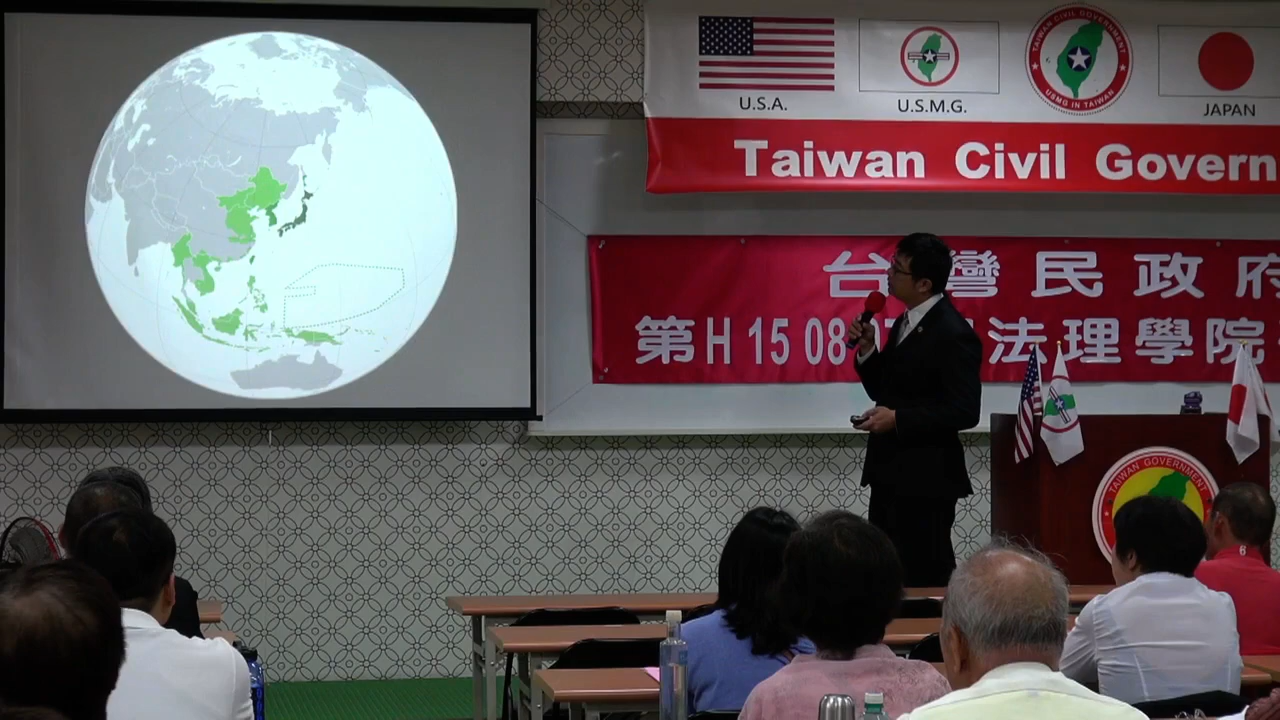 U.S.A.
U.S.M.G.
TAIWAN CIVIL GOVERNMENT
USMG IN TAIWAN
JAPAN
Taiwan Civil Govern
台灣民政府
第H 15 08
法理學院
TAIWAN GOVERNMENT
6